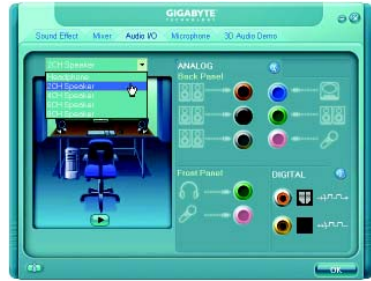 GIGABYTE
TECHNOLOGY
Sound Effect Mixer Audio I/O Microphone 3D Audio Demo
2CH Speaker
Headphone
2CH Speaker
4CH Speaker
6CH Speaker
8CH Speaker
ANALOG
Back Panel
Front Panel
DIGITAL
OK